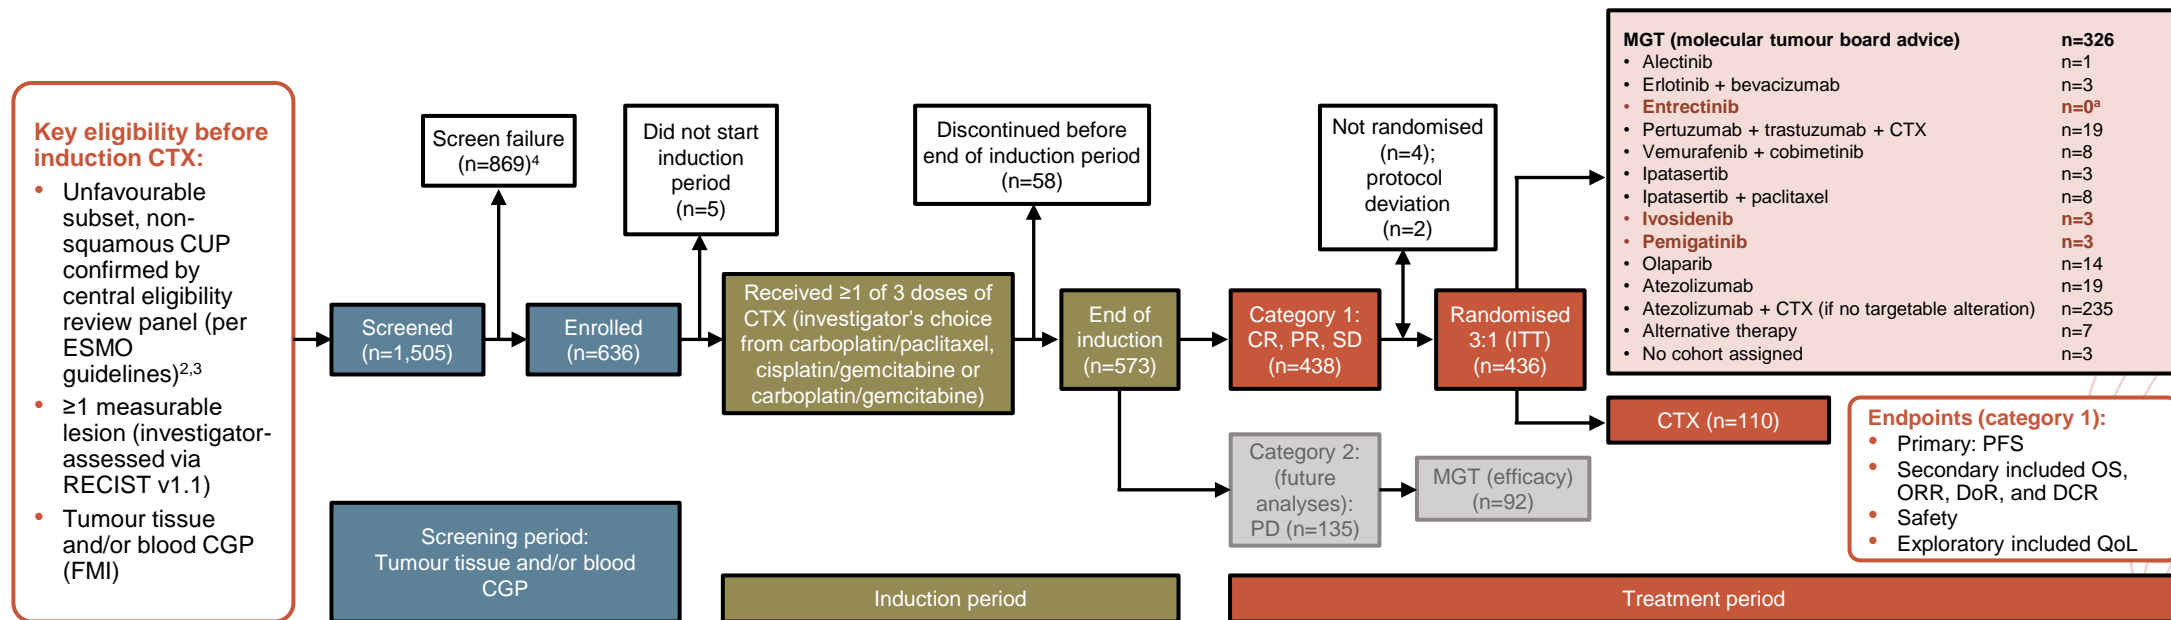 Key eligibility before
induction CTX:
• Unfavourable
subset, non-
squamous CUP
confirmed by
central eligibility
review panel (per
ESMO
guidelines)2,3
• ≥1 measurable
lesion (investigator-
assessed via
RECIST v1.1)
• Tumour tissue
and/or blood CGP
(FMI)
Screened
(n=1,505)
Screen failure
(n=869)4
Enrolled
(n=636)
Did not start
induction
period
(n=5)
Received ≥1 of 3 doses of
CTX (investigator's choice
from carboplatin/paclitaxel,
cisplatin/gemcitabine or
carboplatin/gemcitabine)
Discontinued before
end of induction period
(n=58)
End of
induction
(n=573)
Category 1:
CR, PR, SD
(n=438)
Not randomised
(n=4);
protocol
deviation
(n=2)
Randomised
3:1 (ITT)
(n=436)
Category 2:
(future
analyses):
PD (n=135)
MGT (efficacy)
(n=92)
MGT (molecular tumour board advice) n=326
• Alectinib n=1
• Erlotinib + bevacizumab n=3
• Entrectinib n=0a
• Pertuzumab + trastuzumab + CTX n=19
• Vemurafenib + cobimetinib n=8
• Ipatasertib n=3
• Ipatasertib + paclitaxel n=8
• Ivosidenib n=3
• Pemigatinib n=3
• Olaparib n=14
• Atezolizumab n=19
• Atezolizumab + CTX (if no targetable alteration) n=235
• Alternative therapy n=7
• No cohort assigned n=3
CTX (n=110)
Endpoints (category 1):
• Primary: PFS
• Secondary included OS,
ORR, DoR, and DCR
• Safety
• Exploratory included QoL
Screening period:
Tumour tissue and/or blood
CGP
Induction period
Treatment period